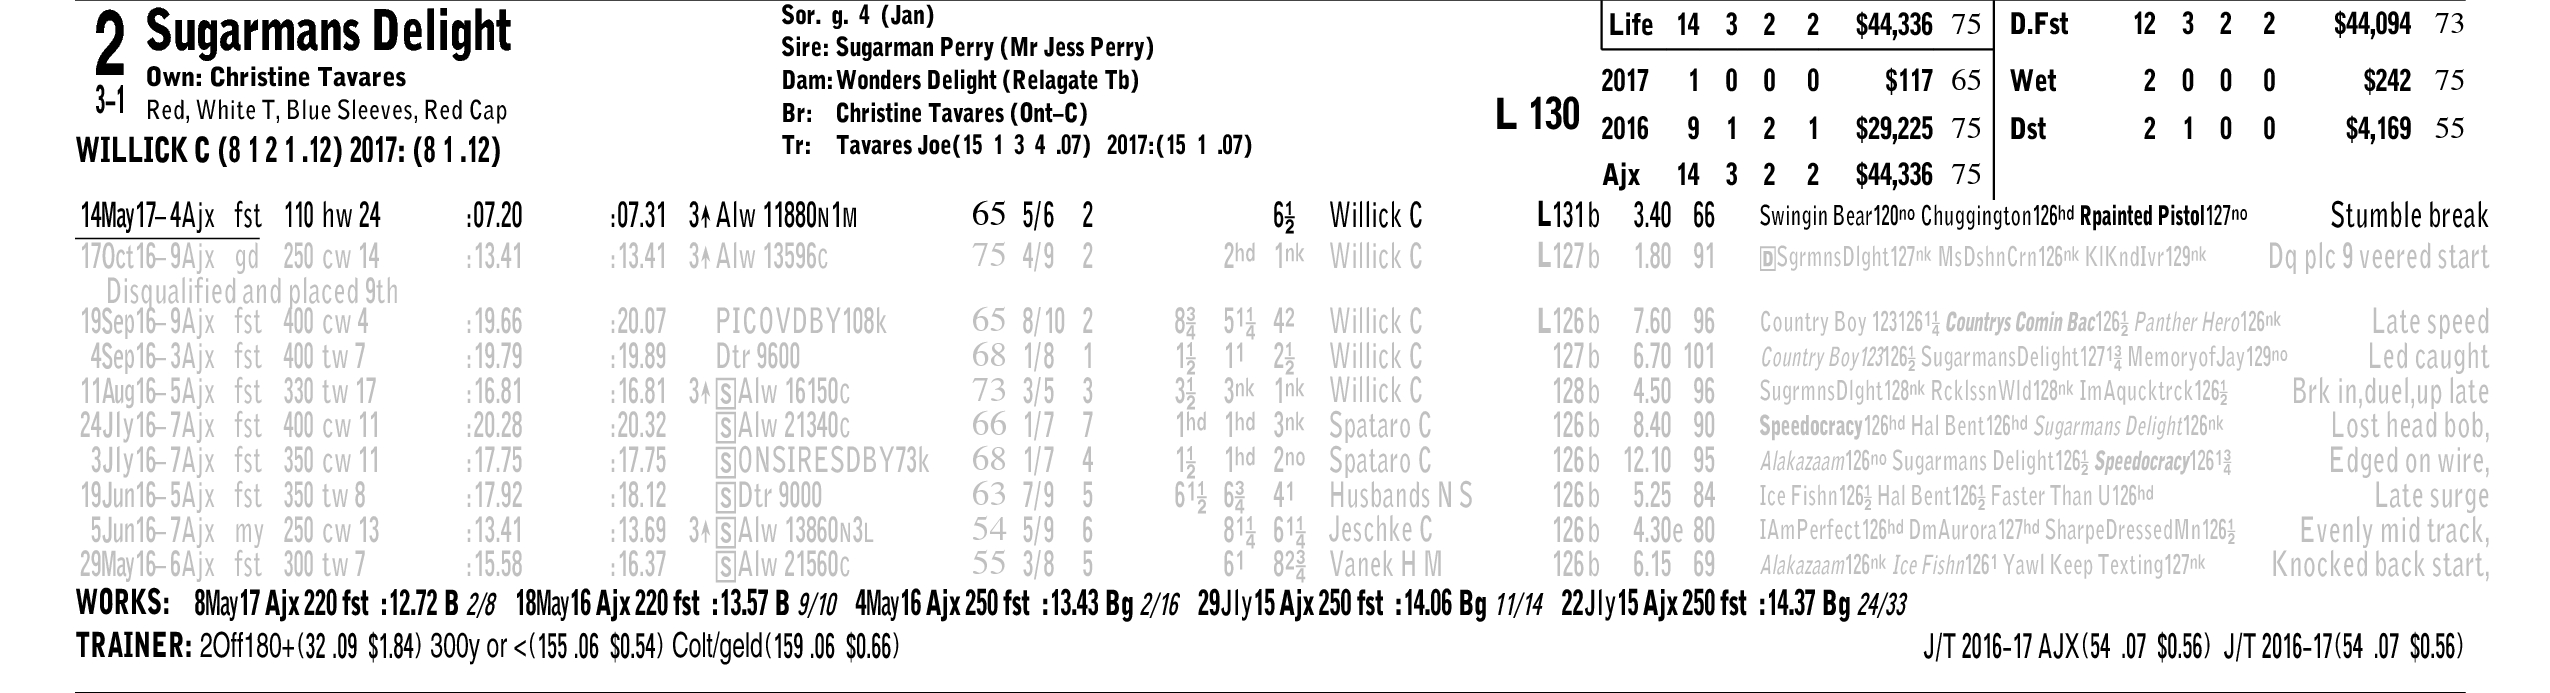 2 Sugarmans Delight
Own: Christine Tavares
3–1 Red, White T, Blue Sleeves, Red Cap
WILLICK C (8 1 2 1 .12) 2017: (8 1 .12)
Sor. g. 4 (Jan)
Sire: Sugarman Perry (Mr Jess Perry)
Dam: Wonders Delight (Relagate Tb)
Br: Christine Tavares (Ont–C)
Tr: Tavares Joe(15 1 3 4 .07) 2017:(15 1 .07)
L 130
Life 14 3 2 2 $44,336 75 D.Fst 12 3 2 2 $44,094 73
2017 1 0 0 0 $117 65 Wet 2 0 0 0 $242 75
2016 9 1 2 1 $29,225 75 Dst 2 1 0 0 $4,169 55
Ajx 14 3 2 2 $44,336 75
14May17–4Ajx fst 110 hw 24 :07.20 :07.31 3↑ Alw 11880N1M 65 5/6 2 6½ Willick C L131b 3.40 66 Swingin Bear120no Chuggington126hd Rpainted Pistol127no Stumble break
17Oct16–9Ajx gd 250 cw 14 :13.41 :13.41 3↑ Alw 13596C 75 4/9 2 2hd 1nk Willick C L127b 1.80 91 DSgrmnsDlght127nk MsDshnCrn126nk KlKndIvr129nk Dq plc 9 veered start
Disqualified and placed 9th
19Sep16–9Ajx fst 400 cw 4 :19.66 :20.07 PICOVDBY108k 65 8/10 2 8¾ 51¼ 42 Willick C L126b 7.60 96 Country Boy 1231261¼ Countrys Comin Bac126½ Panther Hero126nk Late speed
4Sep16–3Ajx fst 400 tw 7 :19.79 :19.89 Dtr 9600 68 1/8 1 1½ 11 2½ Willick C 127b 6.70 101 Country Boy123126½ SugarmansDelight1271¾ MemoryofJay129no Led caught
11Aug16–5Ajx fst 330 tw 17 :16.81 :16.81 3↑ SAlw 16150C 73 3/5 3 3½ 3nk 1nk Willick C 128b 4.50 96 SugrmnsDlght128nk RckIssnWld128nk ImAqucktrck126½ Brk in,duel,up late
24Jly16–7Ajx fst 400 cw 11 :20.28 :20.32 SAlw 21340C 66 1/7 7 1hd 1hd 3nk Spataro C 126b 8.40 90 Speedocracy126hd Hal Bent126hd Sugarmans Delight126nk Lost head bob,
3Jly16–7Ajx fst 350 cw 11 :17.75 :17.75 SONSIRESDBY73k 68 1/7 4 1½ 1hd 2no Spataro C 126b 12.10 95 Alakazaam126no Sugarmans Delight126½ Speedocracy1261¾ Edged on wire,
19Jun16–5Ajx fst 350 tw 8 :17.92 :18.12 SDtr 9000 63 7/9 5 61½ 6¾ 41 Husbands N S 126b 5.25 84 Ice Fishn126½ Hal Bent126½ Faster Than U126hd Late surge
5Jun16–7Ajx my 250 cw 13 :13.41 :13.69 3↑ SAlw 13860N3L 54 5/9 6 81¼ 61¼ Jeschke C 126b 4.30e 80 IAmPerfect126hd DmAurora127hd SharpeDressedMn126½ Evenly mid track,
29May16–6Ajx fst 300 tw 7 :15.58 :16.37 SAlw 21560C 55 3/8 5 61 82¾ Vanek H M 126b 6.15 69 Alakazaam126nk Ice Fishn1261 Yawl Keep Texting127nk Knocked back start,
WORKS: 8May17 Ajx 220 fst :12.72 B 2/8 18May16 Ajx 220 fst :13.57 B 9/10 4May16 Ajx 250 fst :13.43 Bg 2/16 29Jly15 Ajx 250 fst :14.06 Bg 11/14 22Jly15 Ajx 250 fst :14.37 Bg 24/33
TRAINER: 2Off180+(32 .09 $1.84) 300y or <(155 .06 $0.54) Colt/geld(159 .06 $0.66) J/T 2016–17 AJX(54 .07 $0.56) J/T 2016–17(54 .07 $0.56)